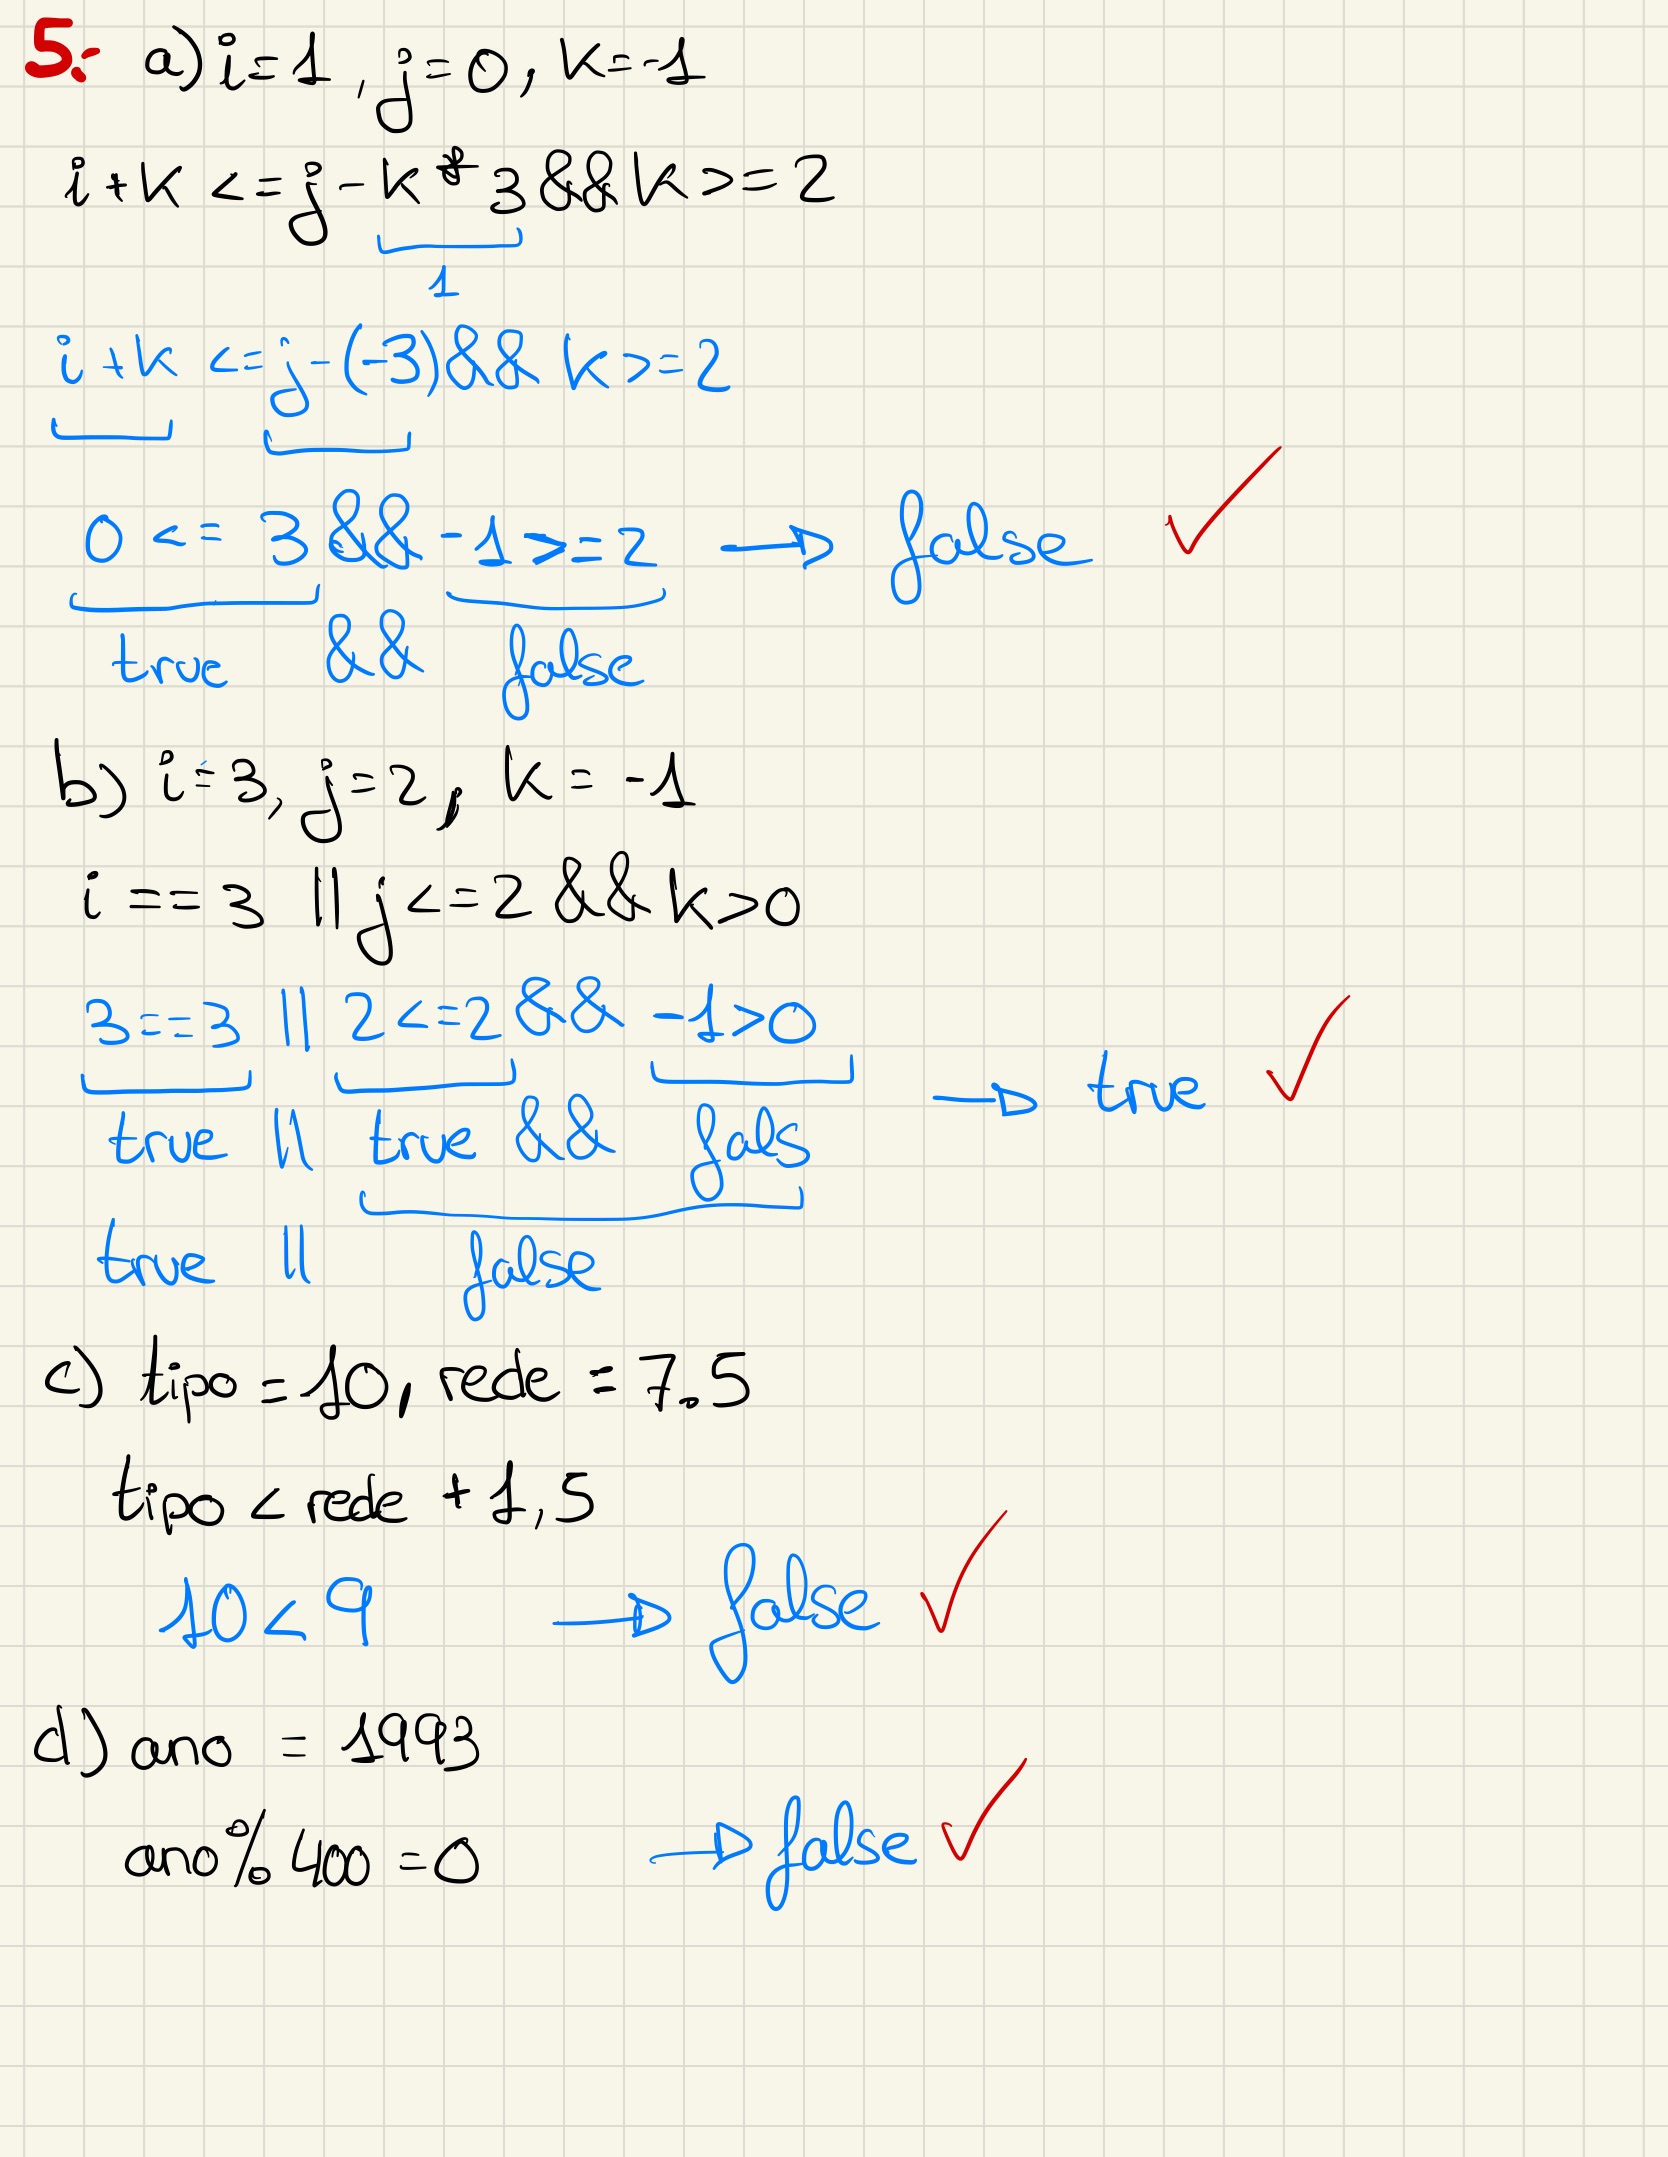 5.- a) i=1, j=0, k=-1
i+k <= j-k*3 && k >= 2
1
i+k <= j-(-3) && k >= 2
0 <= 3 && -1 >= 2 → false ✓
true && false
b) i=3, j=2, k=-1
i == 3 || j <= 2 && k > 0
3==3 || 2<=2 && -1>0
→ true ✓
true || true && fals
true || false
c) tipo = 10, rede = 7.5
tipo < rede + 1,5
10 < 9 → false ✓
d) ano = 1993
ano % 400 = 0 → false ✓